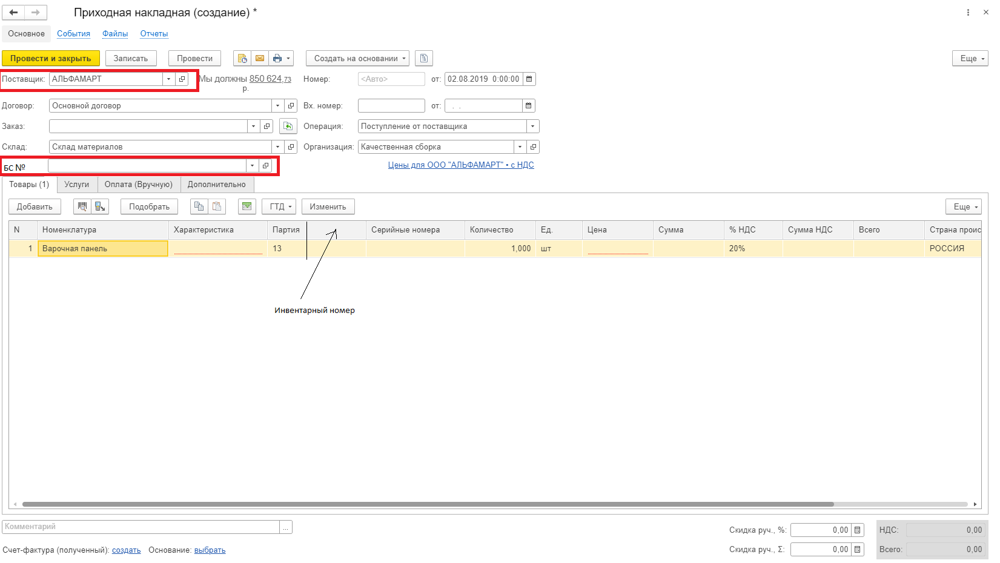 Приходная накладная (создание) *
Основное События Файлы Отчеты
Провести и закрыть Записать Провести Создать на основании Еще
Поставщик: АЛЬФАМАРТ Мы должны 850 624,73 р. Номер: <Авто> от: 02.08.2019 0:00:00
Договор: Основной договор Вх. номер: от: . .
Заказ: Операция: Поступление от поставщика
Склад: Склад материалов Организация: Качественная сборка
БС № Цены для ООО "АЛЬФАМАРТ" • с НДС
Товары (1) Услуги Оплата (Вручную) Дополнительно
Добавить Подобрать ГТД Изменить Еще
N Номенклатура Характеристика Партия Серийные номера Количество Ед. Цена Сумма % НДС Сумма НДС Всего Страна проис
1 Варочная панель 13 1,000 шт 20% РОССИЯ
Инвентарный номер
Комментарий ... Скидка руч., %: 0,00 НДС: 0,00
Счет-фактура (полученный): создать Основание: выбрать Скидка руч., Σ: 0,00 Всего: 0,00